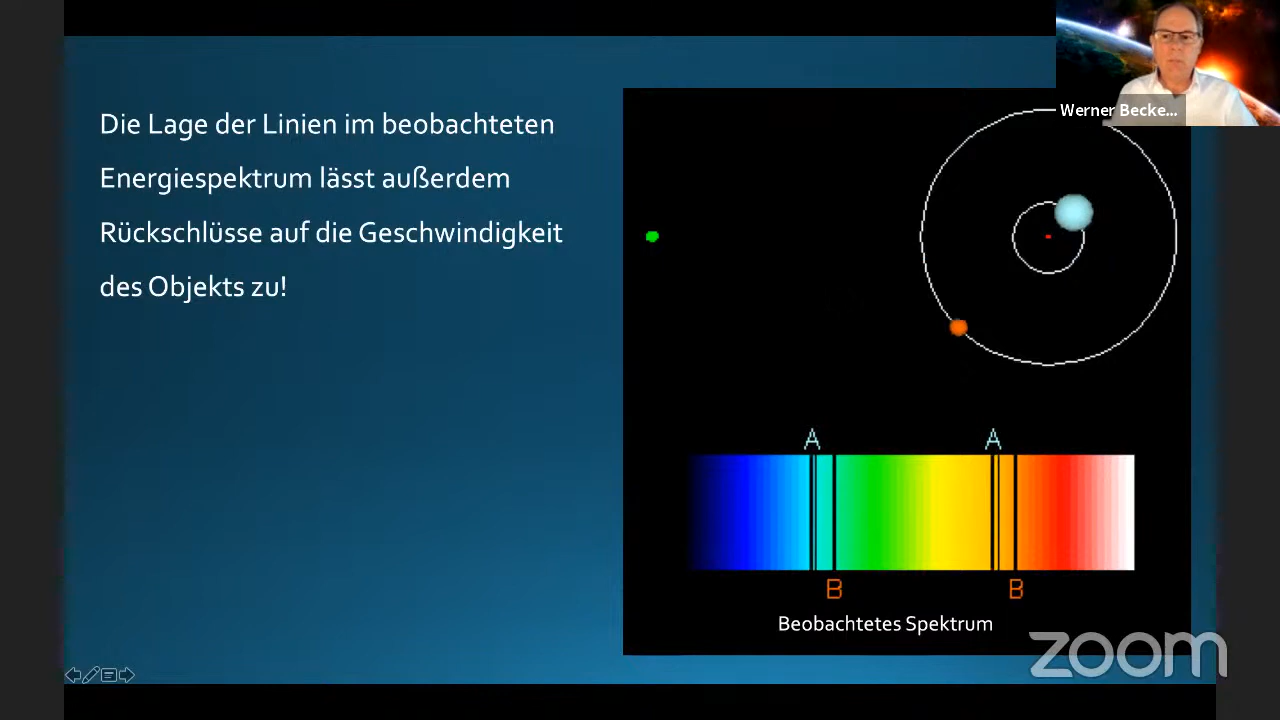 Die Lage der Linien im beobachteten
Energiespektrum lässt außerdem
Rückschlüsse auf die Geschwindigkeit
des Objekts zu!
Werner Becke...
A A
B B
Beobachtetes Spektrum
zoom